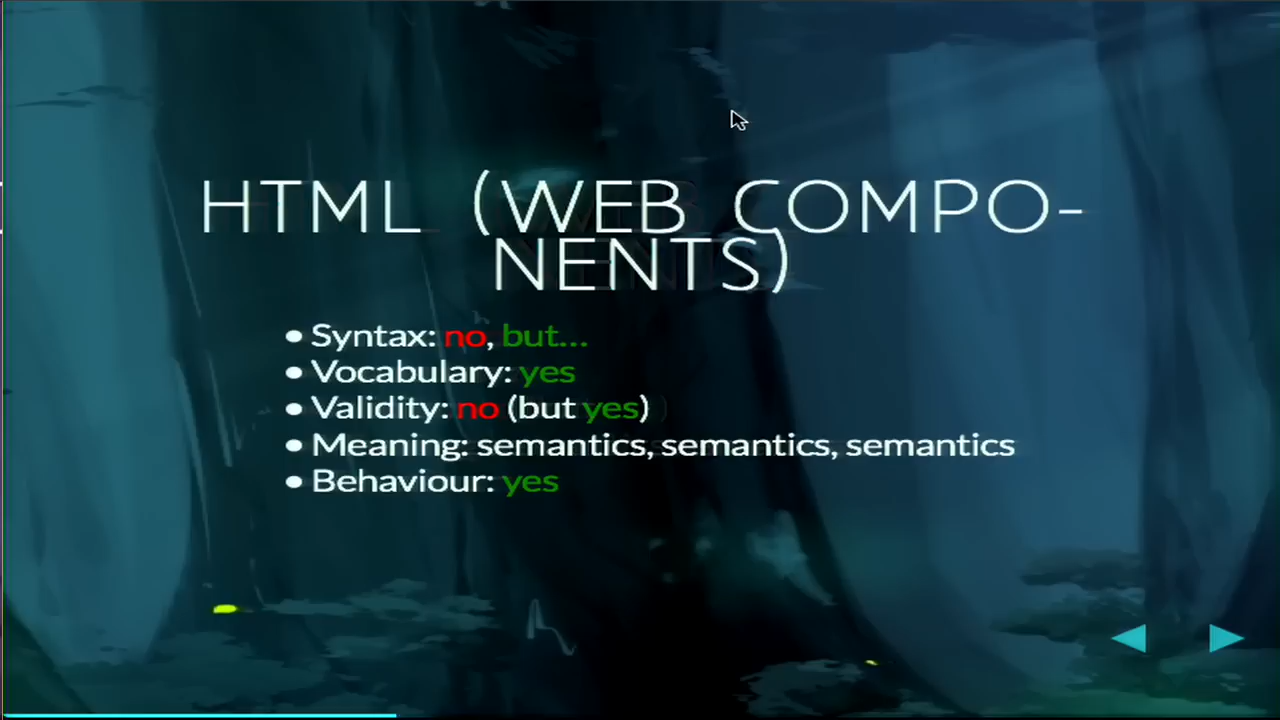 HTML (WEB COMPO-
NENTS)
• Syntax: no, but...
• Vocabulary: yes
• Validity: no (but yes)
• Meaning: semantics, semantics, semantics
• Behaviour: yes